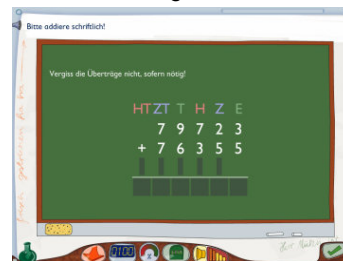 Bitte addiere schriftlich!
Vergiss die Überträge nicht, sofern nötig!
HT ZT T H Z E
7 9 7 2 3
+ 7 6 3 5 5
0100